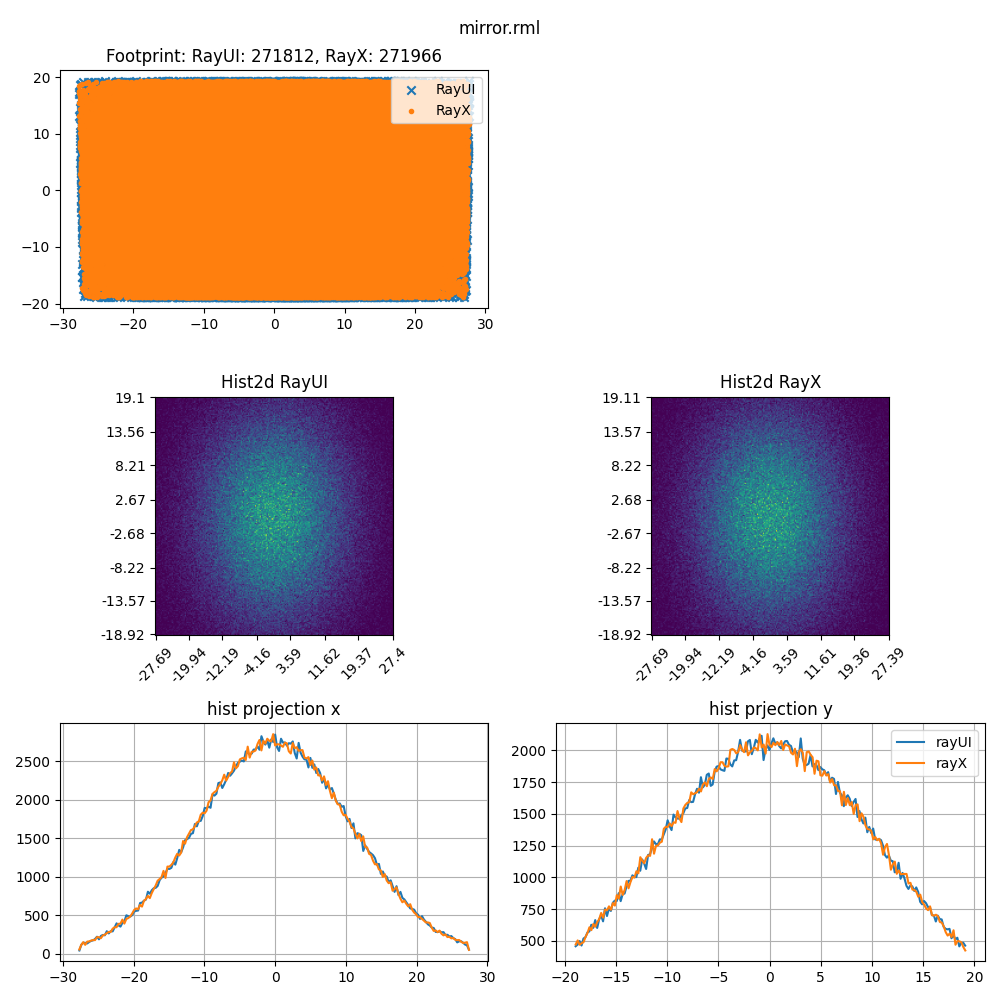 mirror.rml
Footprint: RayUI: 271812, RayX: 271966
20
10
0
−10
−20
−30 −20 −10 0 10 20 30
RayUI
RayX
Hist2d RayUI
19.1
13.56
8.21
2.67
-2.68
-8.22
-13.57
-18.92
-27.69 -19.94 -12.19 -4.16 3.59 11.62 19.37 27.4
Hist2d RayX
19.11
13.57
8.22
2.68
-2.67
-8.22
-13.57
-18.92
-27.69 -19.94 -12.19 -4.16 3.59 11.61 19.36 27.39
hist projection x
2500
2000
1500
1000
500
0
−30 −20 −10 0 10 20 30
hist prjection y
2000
1750
1500
1250
1000
750
500
−20 −15 −10 −5 0 5 10 15 20
rayUI
rayX